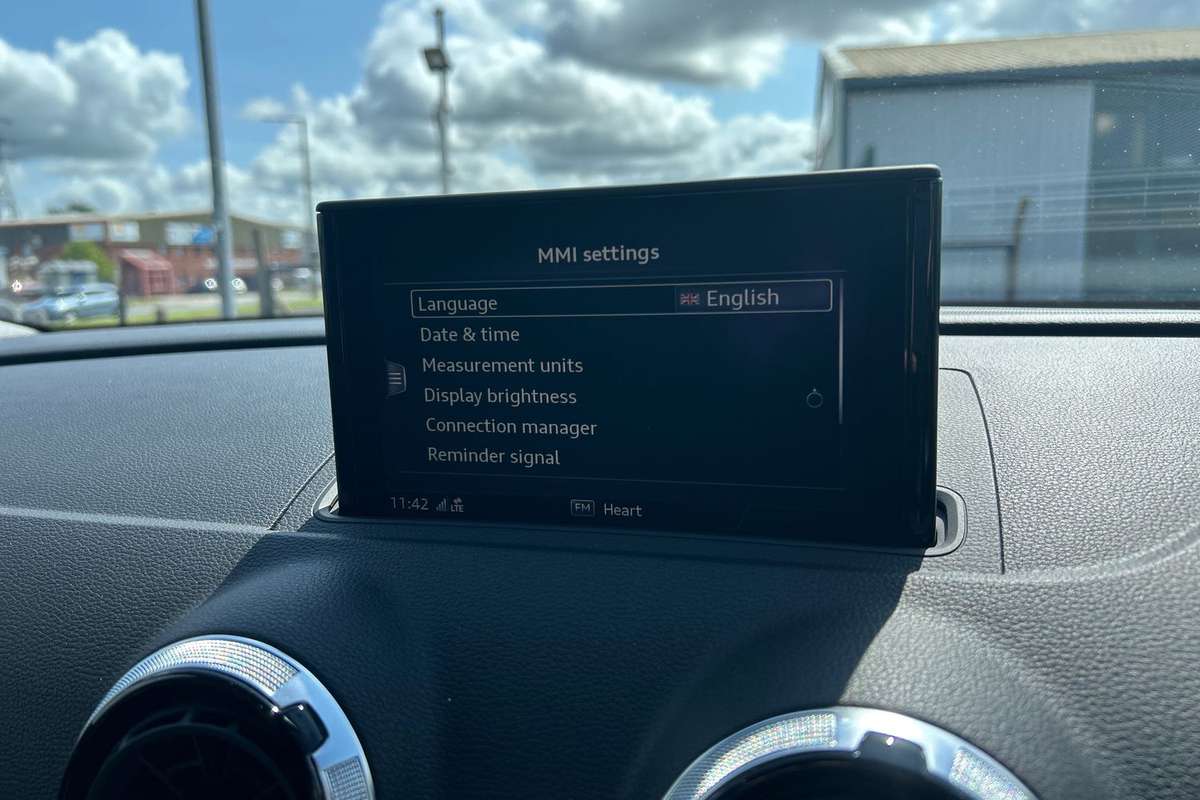 MMI settings
Language English
Date & time
Measurement units
Display brightness
Connection manager
Reminder signal
11:42 LTE FM Heart